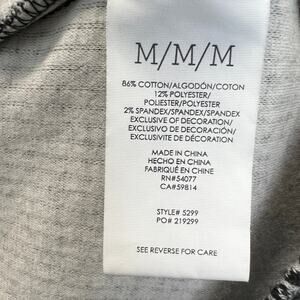 M/M/M
86% COTTON/ALGODÓN/COTON
12% POLYESTER/
POLIESTER/POLYESTER
2% SPANDEX/SPANDEX/SPANDEX
EXCLUSIVE OF DECORATION/
EXCLUSIVO DE DECORACIÓN/
EXCLUSIVITE DE DÉCORATION
MADE IN CHINA
HECHO EN CHINA
FABRIQUÉ EN CHINE
RN#54077
CA#59814
STYLE# 5299
PO# 219299
SEE REVERSE FOR CARE